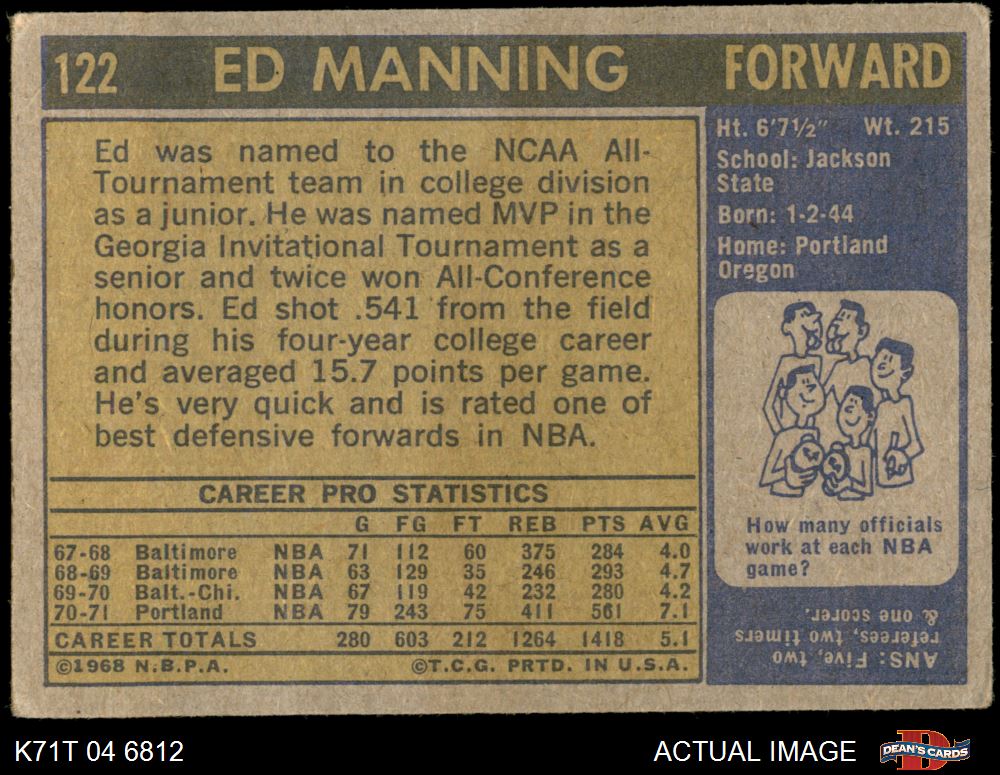 122 ED MANNING FORWARD
Ed was named to the NCAA All-
Tournament team in college division
as a junior. He was named MVP in the
Georgia Invitational Tournament as a
senior and twice won All-Conference
honors. Ed shot .541 from the field
during his four-year college career
and averaged 15.7 points per game.
He's very quick and is rated one of
best defensive forwards in NBA.
CAREER PRO STATISTICS
G FG FT REB PTS AVG
67-68 Baltimore NBA 71 112 60 375 284 4.0
68-69 Baltimore NBA 63 129 35 246 293 4.7
69-70 Balt.-Chi. NBA 67 119 42 232 280 4.2
70-71 Portland NBA 79 243 75 411 561 7.1
CAREER TOTALS 280 603 212 1264 1418 5.1
©1968 N.B.P.A. ©T.C.G. PRTD. IN U.S.A.
Ht. 6'7½" Wt. 215
School: Jackson
State
Born: 1-2-44
Home: Portland
Oregon
How many officials
work at each NBA
game?
ANS: Five, two
referees, two timers
& one scorer.
K71T 04 6812
ACTUAL IMAGE
DEAN'S CARDS